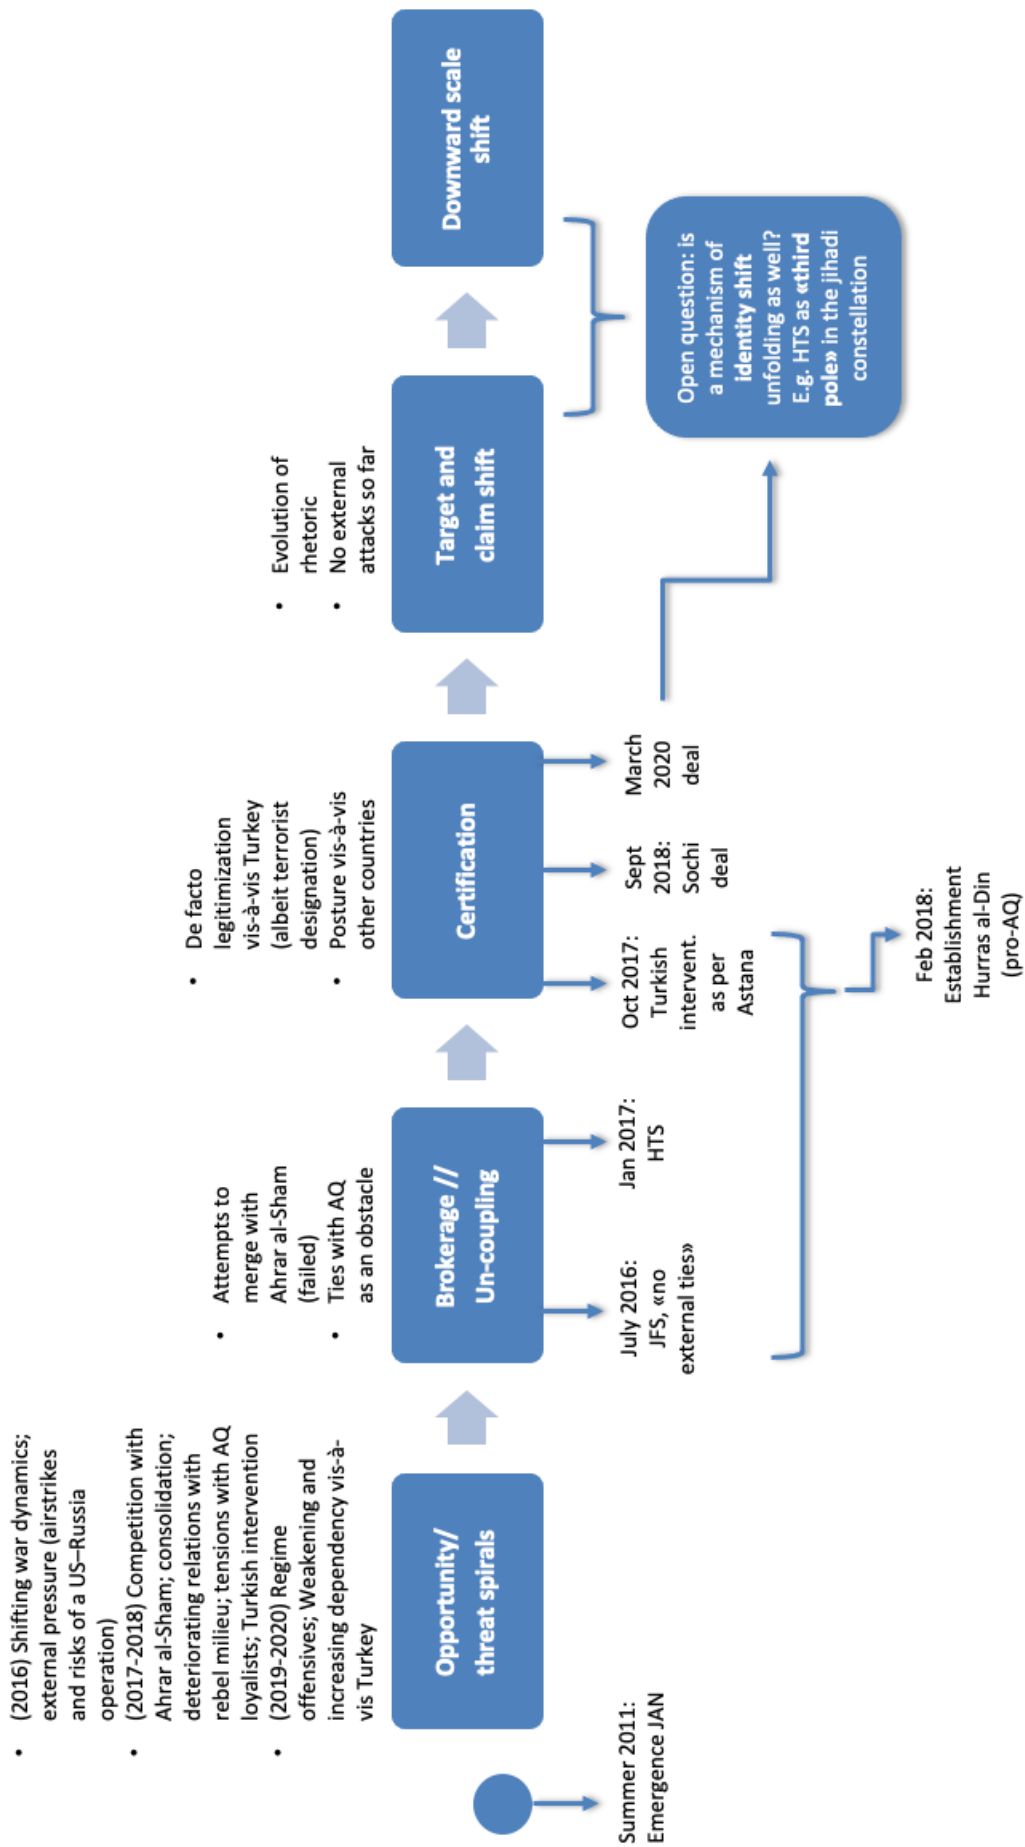 • (2016) Shifting war dynamics;
external pressure (airstrikes
and risks of a US–Russia
operation)
• (2017-2018) Competition with
Ahrar al-Sham; consolidation;
deteriorating relations with
rebel milieu; tensions with AQ
loyalists; Turkish intervention
• (2019-2020) Regime
offensives; Weakening and
increasing dependency vis-à-
vis Turkey
• Attempts to
merge with
Ahrar al-Sham
(failed)
• Ties with AQ
as an obstacle
• De facto
legitimization
vis-à-vis Turkey
(albeit terrorist
designation)
• Posture vis-à-vis
other countries
• Evolution of
rhetoric
• No external
attacks so far
Opportunity/
threat spirals
Brokerage //
Un-coupling
Certification
Target and
claim shift
Downward scale
shift
Summer 2011:
Emergence JAN
July 2016:
JFS, «no
external ties»
Jan 2017:
HTS
Oct 2017:
Turkish
intervent.
as per
Astana
Sept
2018:
Sochi
deal
March
2020
deal
Open question: is
a mechanism of
identity shift
unfolding as well?
E.g. HTS as «third
pole» in the jihadi
constellation
Feb 2018:
Establishment
Hurras al-Din
(pro-AQ)